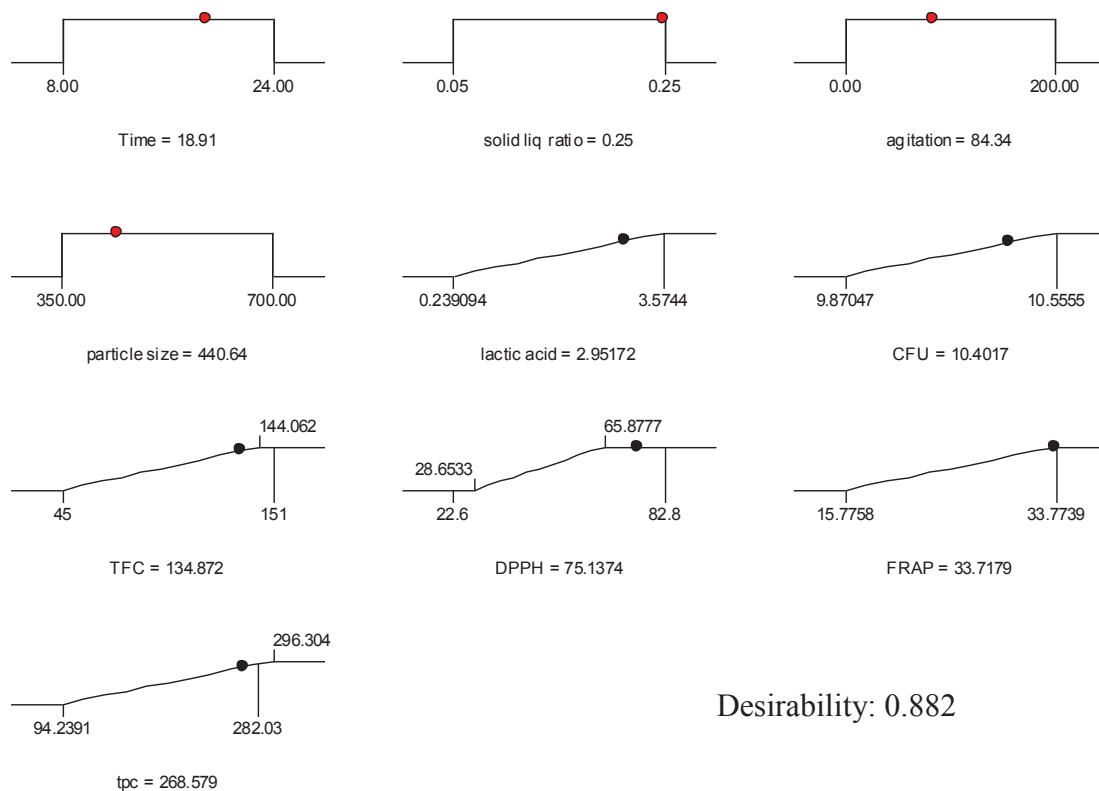 8.00 24.00 0.05 0.25 0.00 200.00
Time = 18.91 solid liq ratio = 0.25 agitation = 84.34
350.00 700.00 0.239094 3.5744 9.87047 10.5555
particle size = 440.64 lactic acid = 2.95172 CFU = 10.4017
144.062 65.8777
28.6533
45 151 22.6 82.8 15.7758 33.7739
TFC = 134.872 DPPH = 75.1374 FRAP = 33.7179
296.304
Desirability: 0.882
94.2391 282.03
tpc = 268.579